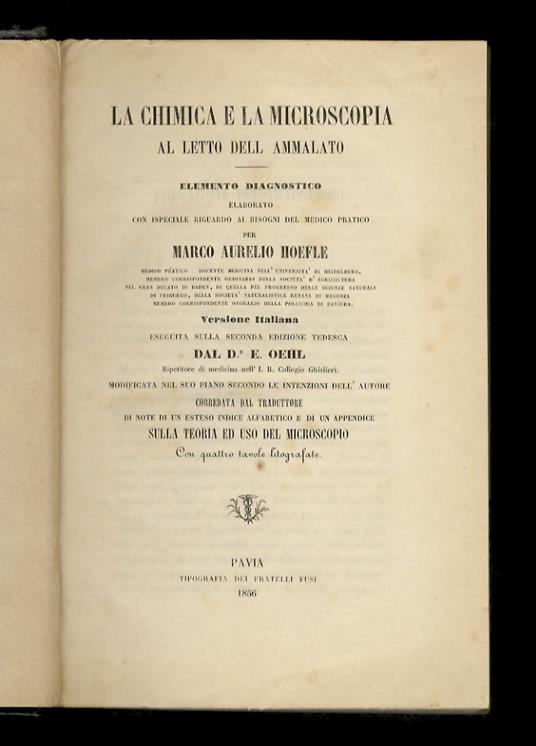 LA CHIMICA E LA MICROSCOPIA
AL LETTO DELL AMMALATO
ELEMENTO DIAGNOSTICO
ELABORATO
CON ISPECIALE RIGUARDO AI BISOGNI DEL MEDICO PRATICO
PER
MARCO AURELIO HOEFLE
MEDICO PRATICO DOCENTE MEDICINA NELL' UNIVERSITA' DI HEIDELBERG,
MEMBRO CORRISPONDENTE ORDINARIO DELLA SOCIETA' D' AGRICOLTURA
NEL GRAN DUCATO DI BADEN, DI QUELLA PEL PROGRESSO DELLE SCIENZE NATURALI
DI FRIBURGO, DELLA SOCIETA' NATURALISTICA RENANA DI MAGONZA
MEMBRO CORRISPONDENTE ONORARIO DELLA POLLICHIA DI BAVIERA.
Versione Italiana
ESEGUITA SULLA SECONDA EDIZIONE TEDESCA
DAL D.R E. OEHL
Ripetitore di medicina nell' I. R. Collegio Ghislieri.
MODIFICATA NEL SUO PIANO SECONDO LE INTENZIONI DELL' AUTORE
CORREDATA DAL TRADUTTORE
DI NOTE DI UN ESTESO INDICE ALFABETICO E DI UN APPENDICE
SULLA TEORIA ED USO DEL MICROSCOPIO
Con quattro tavole litografate.
PAVIA
TIPOGRAFIA DEI FRATELLI FUSI
1856